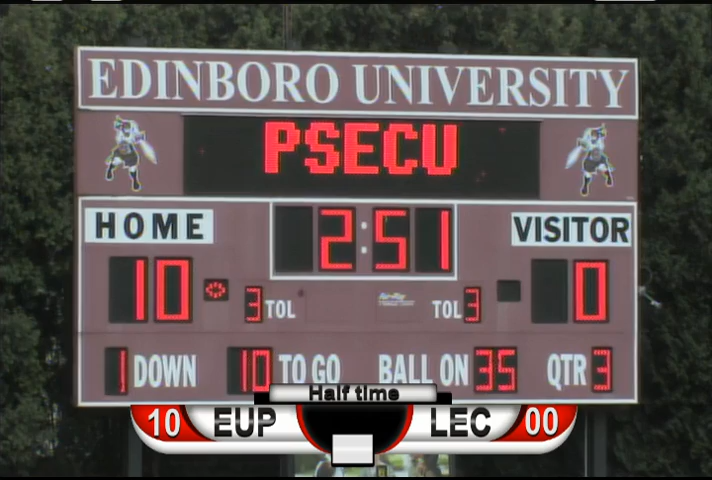 EDINBORO UNIVERSITY
PSECU
HOME 2:51 VISITOR
10 3 TOL TOL 3 0
1 DOWN 10 TO GO BALL ON 35 QTR 3
Half time
10 EUP LEC 00